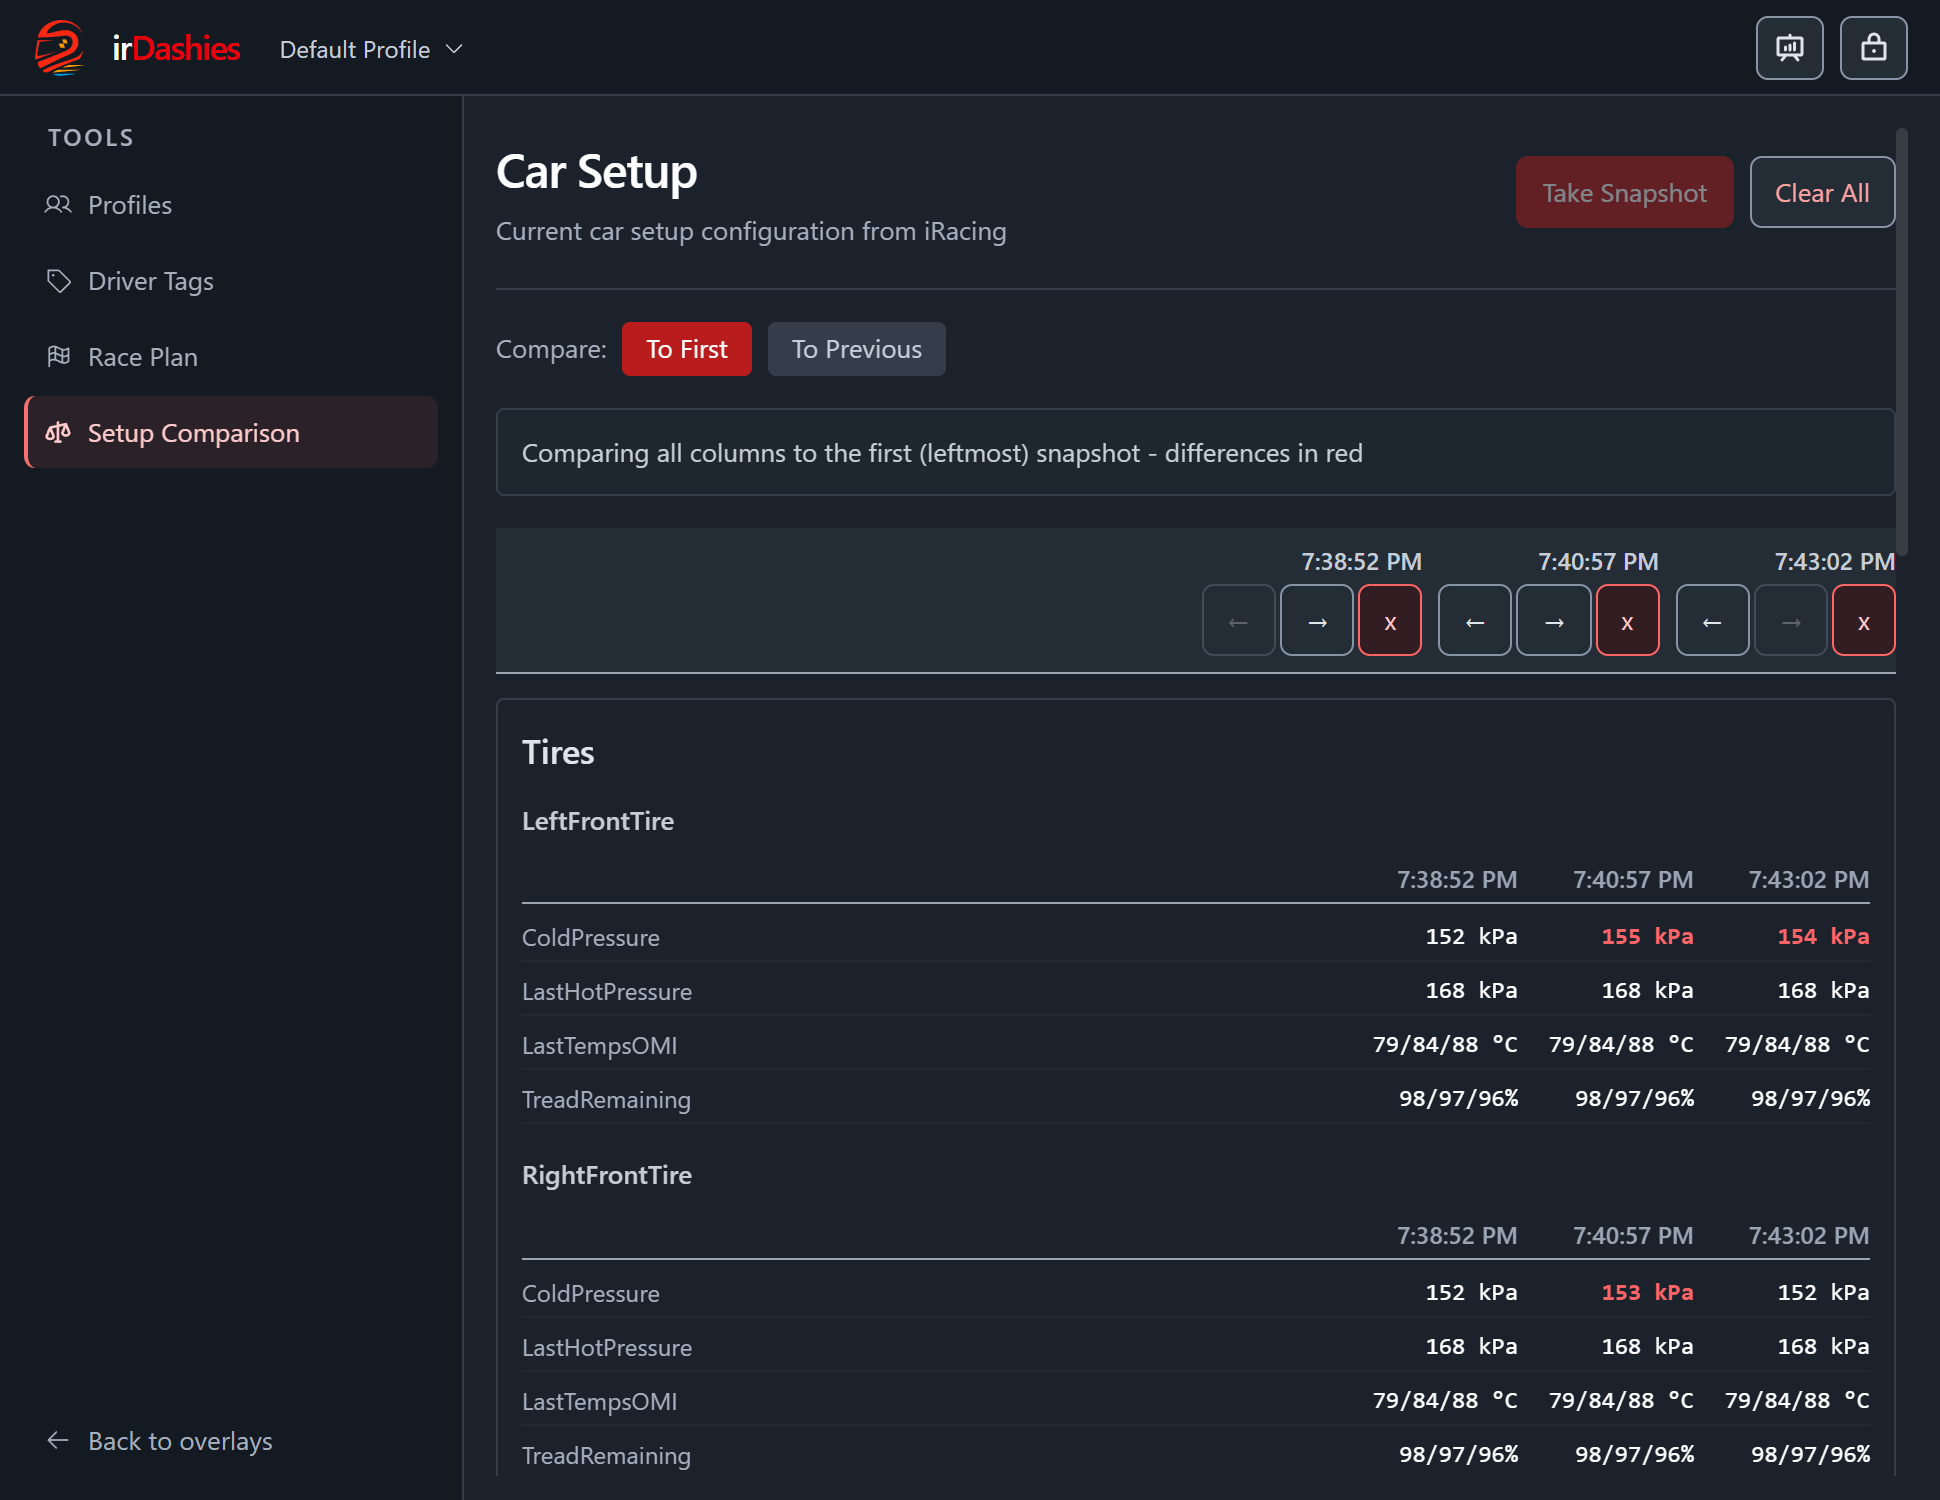 irDashies
Default Profile
TOOLS
Profiles
Driver Tags
Race Plan
Setup Comparison
Back to overlays
Car Setup
Current car setup configuration from iRacing
Take Snapshot
Clear All
Compare:
To First
To Previous
Comparing all columns to the first (leftmost) snapshot - differences in red
7:38:52 PM 7:40:57 PM 7:43:02 PM
← → x ← → x ← → x
Tires
LeftFrontTire
7:38:52 PM 7:40:57 PM 7:43:02 PM
ColdPressure 152 kPa 155 kPa 154 kPa
LastHotPressure 168 kPa 168 kPa 168 kPa
LastTempsOMI 79/84/88 °C 79/84/88 °C 79/84/88 °C
TreadRemaining 98/97/96% 98/97/96% 98/97/96%
RightFrontTire
7:38:52 PM 7:40:57 PM 7:43:02 PM
ColdPressure 152 kPa 153 kPa 152 kPa
LastHotPressure 168 kPa 168 kPa 168 kPa
LastTempsOMI 79/84/88 °C 79/84/88 °C 79/84/88 °C
TreadRemaining 98/97/96% 98/97/96% 98/97/96%